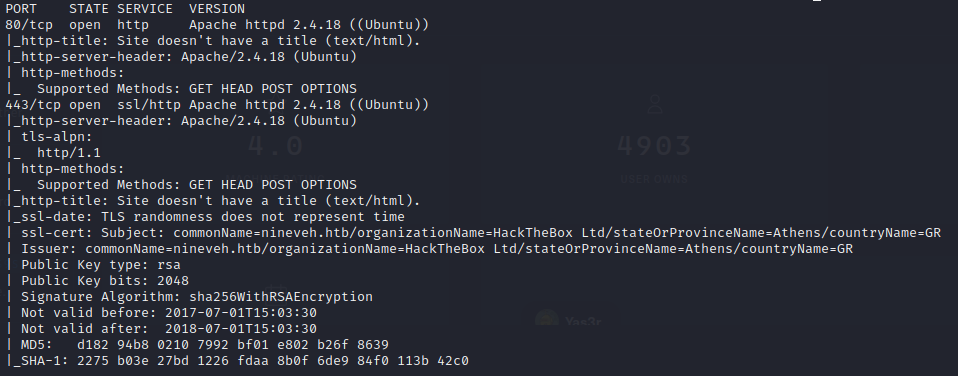 PORT    STATE SERVICE  VERSION
80/tcp  open  http     Apache httpd 2.4.18 ((Ubuntu))
|_http-title: Site doesn't have a title (text/html).
|_http-server-header: Apache/2.4.18 (Ubuntu)
| http-methods:
|_  Supported Methods: GET HEAD POST OPTIONS
443/tcp open  ssl/http Apache httpd 2.4.18 ((Ubuntu))
|_http-server-header: Apache/2.4.18 (Ubuntu)
| tls-alpn:
|_  http/1.1
4.0
4903
USER OWNS
| http-methods:
|_  Supported Methods: GET HEAD POST OPTIONS
|_http-title: Site doesn't have a title (text/html).
|_ssl-date: TLS randomness does not represent time
| ssl-cert: Subject: commonName=nineveh.htb/organizationName=HackTheBox Ltd/stateOrProvinceName=Athens/countryName=GR
| Issuer: commonName=nineveh.htb/organizationName=HackTheBox Ltd/stateOrProvinceName=Athens/countryName=GR
| Public Key type: rsa
| Public Key bits: 2048
| Signature Algorithm: sha256WithRSAEncryption
| Not valid before: 2017-07-01T15:03:30
| Not valid after:  2018-07-01T15:03:30
| MD5:   d182 94b8 0210 7992 bf01 e802 b26f 8639
|_SHA-1: 2275 b03e 27bd 1226 fdaa 8b0f 6de9 84f0 113b 42c0